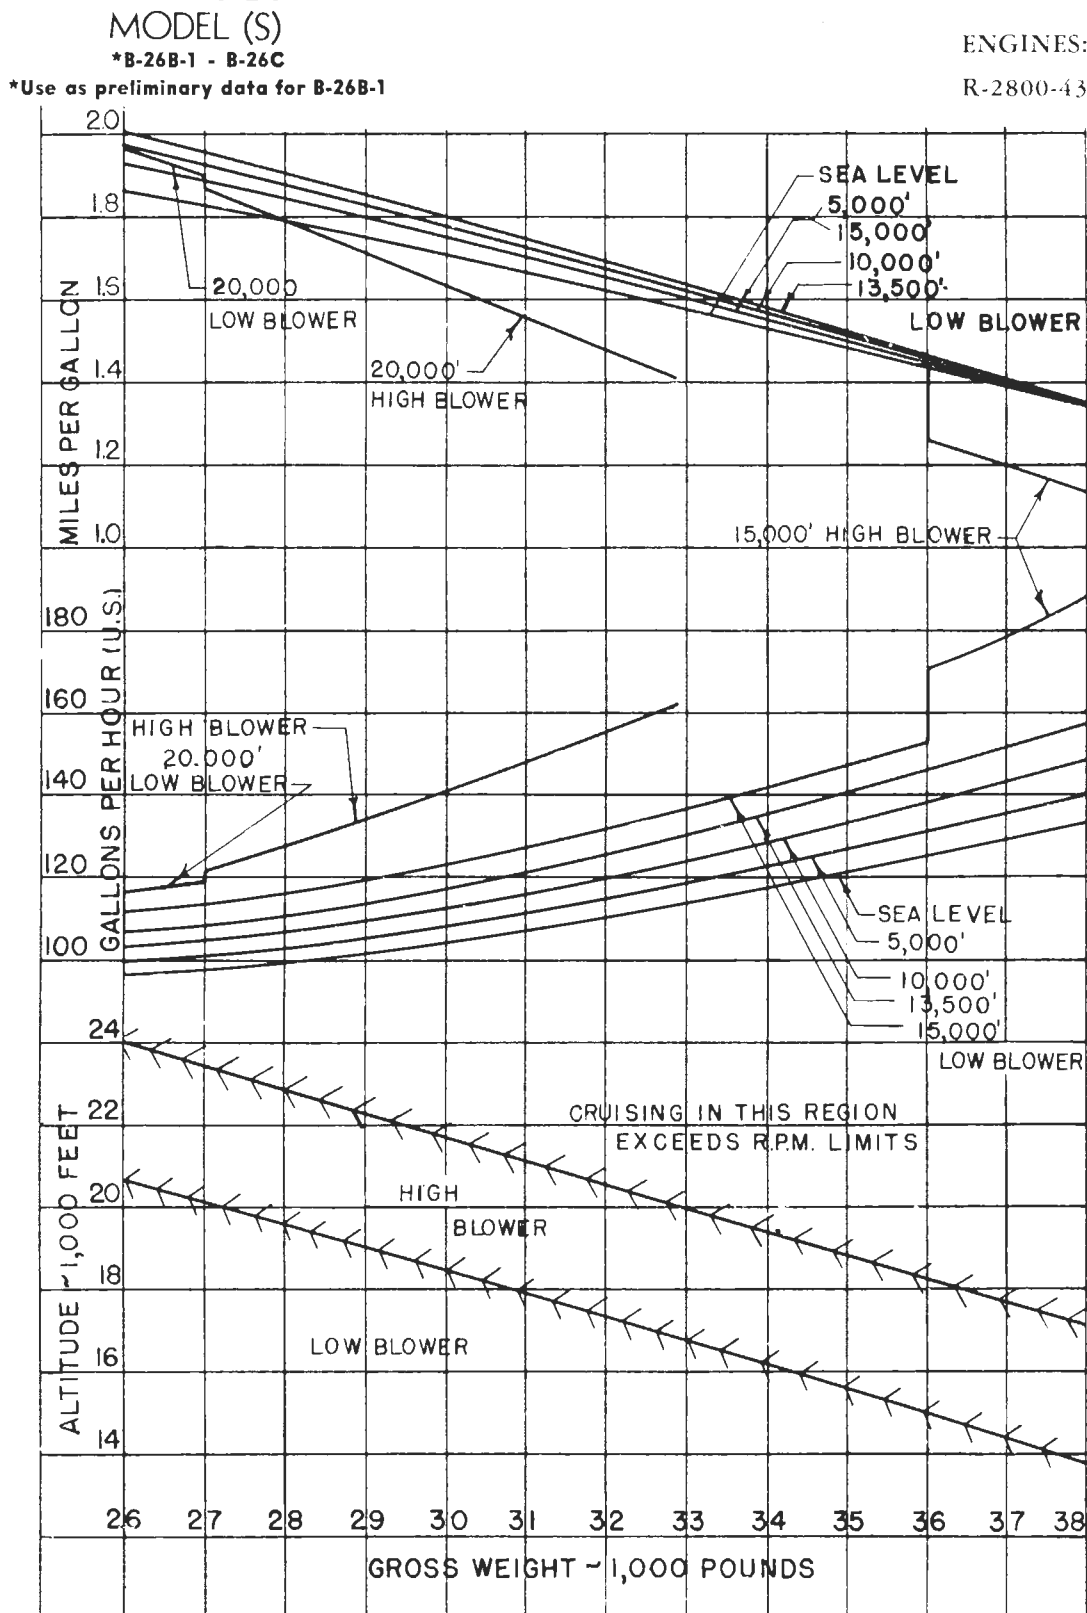 MODEL (S)
*B-26B-1 - B-26C
*Use as preliminary data for B-26B-1
ENGINES:
R-2800-43
2.0
1.8
1.6
1.4
1.2
1.0
MILES PER GALLON
SEA LEVEL
5,000'
15,000'
10,000'
13,500'
LOW BLOWER
20,000
LOW BLOWER
20,000'
HIGH BLOWER
15,000' HIGH BLOWER
180
160
140
120
100
GALLONS PER HOUR (U.S.)
HIGH BLOWER
20.000'
LOW BLOWER
SEA LEVEL
5,000'
10,000'
13,500'
15,000'
LOW BLOWER
24
22
20
18
16
14
ALTITUDE ~ 1,000 FEET
CRUISING IN THIS REGION
EXCEEDS R.P.M. LIMITS
HIGH
BLOWER
LOW BLOWER
26 27 28 29 30 31 32 33 34 35 36 37 38
GROSS WEIGHT ~ 1,000 POUNDS